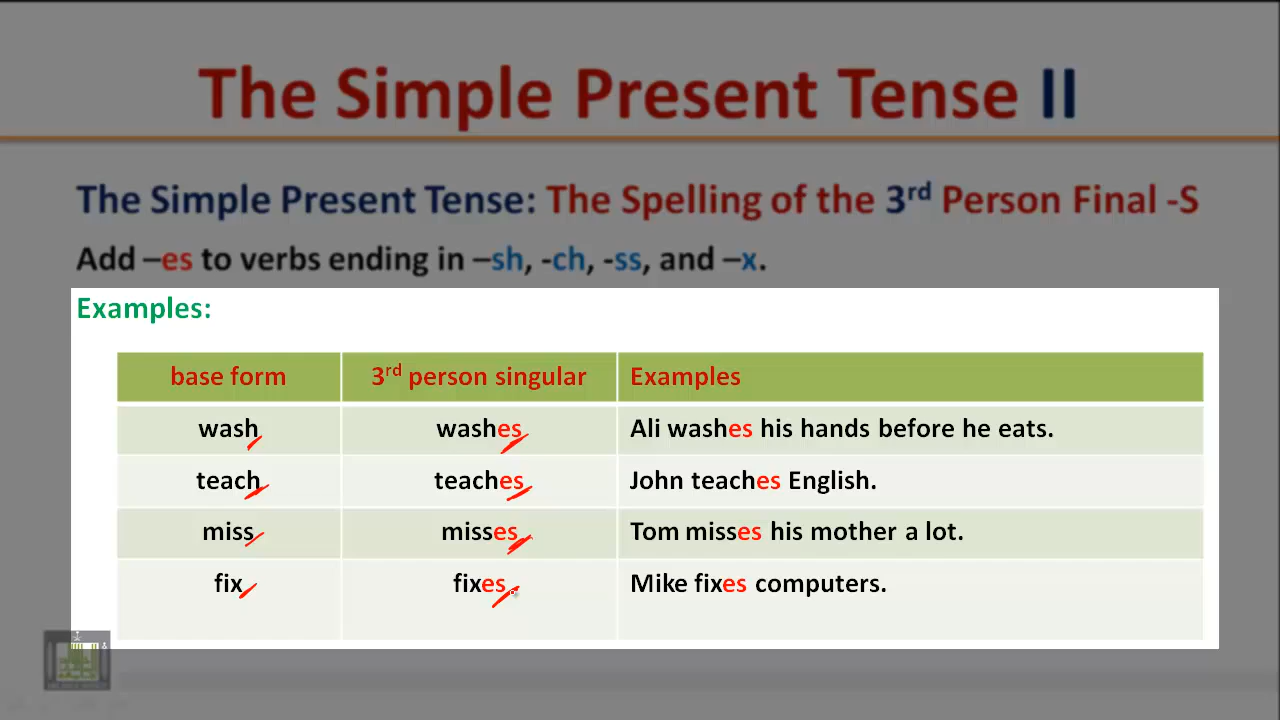 The Simple Present Tense II
The Simple Present Tense: The Spelling of the 3rd Person Final -S
Add –es to verbs ending in –sh, -ch, -ss, and –x.
Examples:
base form 3rd person singular Examples
wash washes Ali washes his hands before he eats.
teach teaches John teaches English.
miss misses Tom misses his mother a lot.
fix fixes Mike fixes computers.